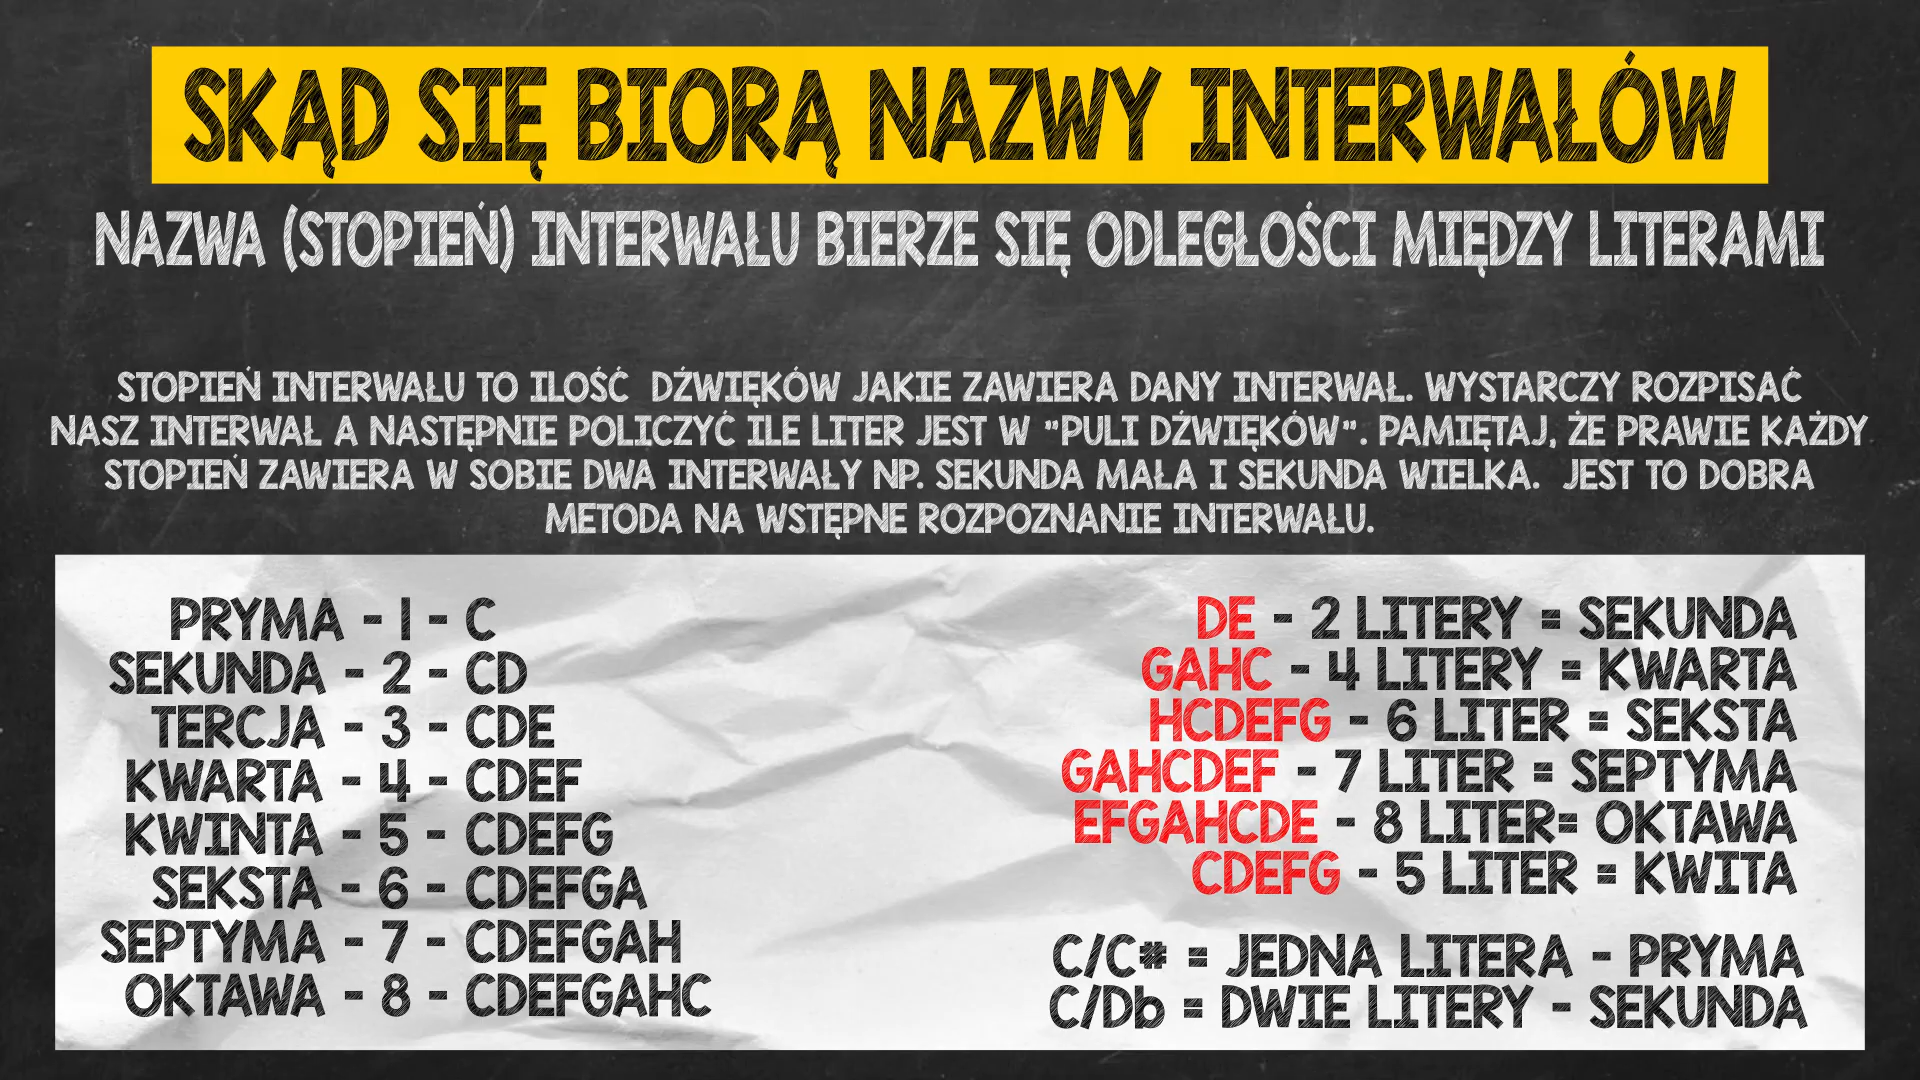 SKĄD SIĘ BIORĄ NAZWY INTERWAŁÓW
NAZWA (STOPIEŃ) INTERWAŁU BIERZE SIĘ ODLEGŁOŚCI MIĘDZY LITERAMI
STOPIEŃ INTERWAŁU TO ILOŚĆ DŹWIĘKÓW JAKIE ZAWIERA DANY INTERWAŁ. WYSTARCZY ROZPISAĆ
NASZ INTERWAŁ A NASTĘPNIE POLICZYĆ ILE LITER JEST W "PULI DŹWIĘKÓW". PAMIĘTAJ, ŻE PRAWIE KAŻDY
STOPIEŃ ZAWIERA W SOBIE DWA INTERWAŁY NP. SEKUNDA MAŁA I SEKUNDA WIELKA. JEST TO DOBRA
METODA NA WSTĘPNE ROZPOZNANIE INTERWAŁU.
PRYMA - 1 - C
SEKUNDA - 2 - CD
TERCJA - 3 - CDE
KWARTA - 4 - CDEF
KWINTA - 5 - CDEFG
SEKSTA - 6 - CDEFGA
SEPTYMA - 7 - CDEFGAH
OKTAWA - 8 - CDEFGAHC
DE - 2 LITERY = SEKUNDA
GAHC - 4 LITERY = KWARTA
HCDEFG - 6 LITER = SEKSTA
GAHCDEF - 7 LITER = SEPTYMA
EFGAHCDE - 8 LITER= OKTAWA
CDEFG - 5 LITER = KWITA
C/C# = JEDNA LITERA - PRYMA
C/Db = DWIE LITERY - SEKUNDA